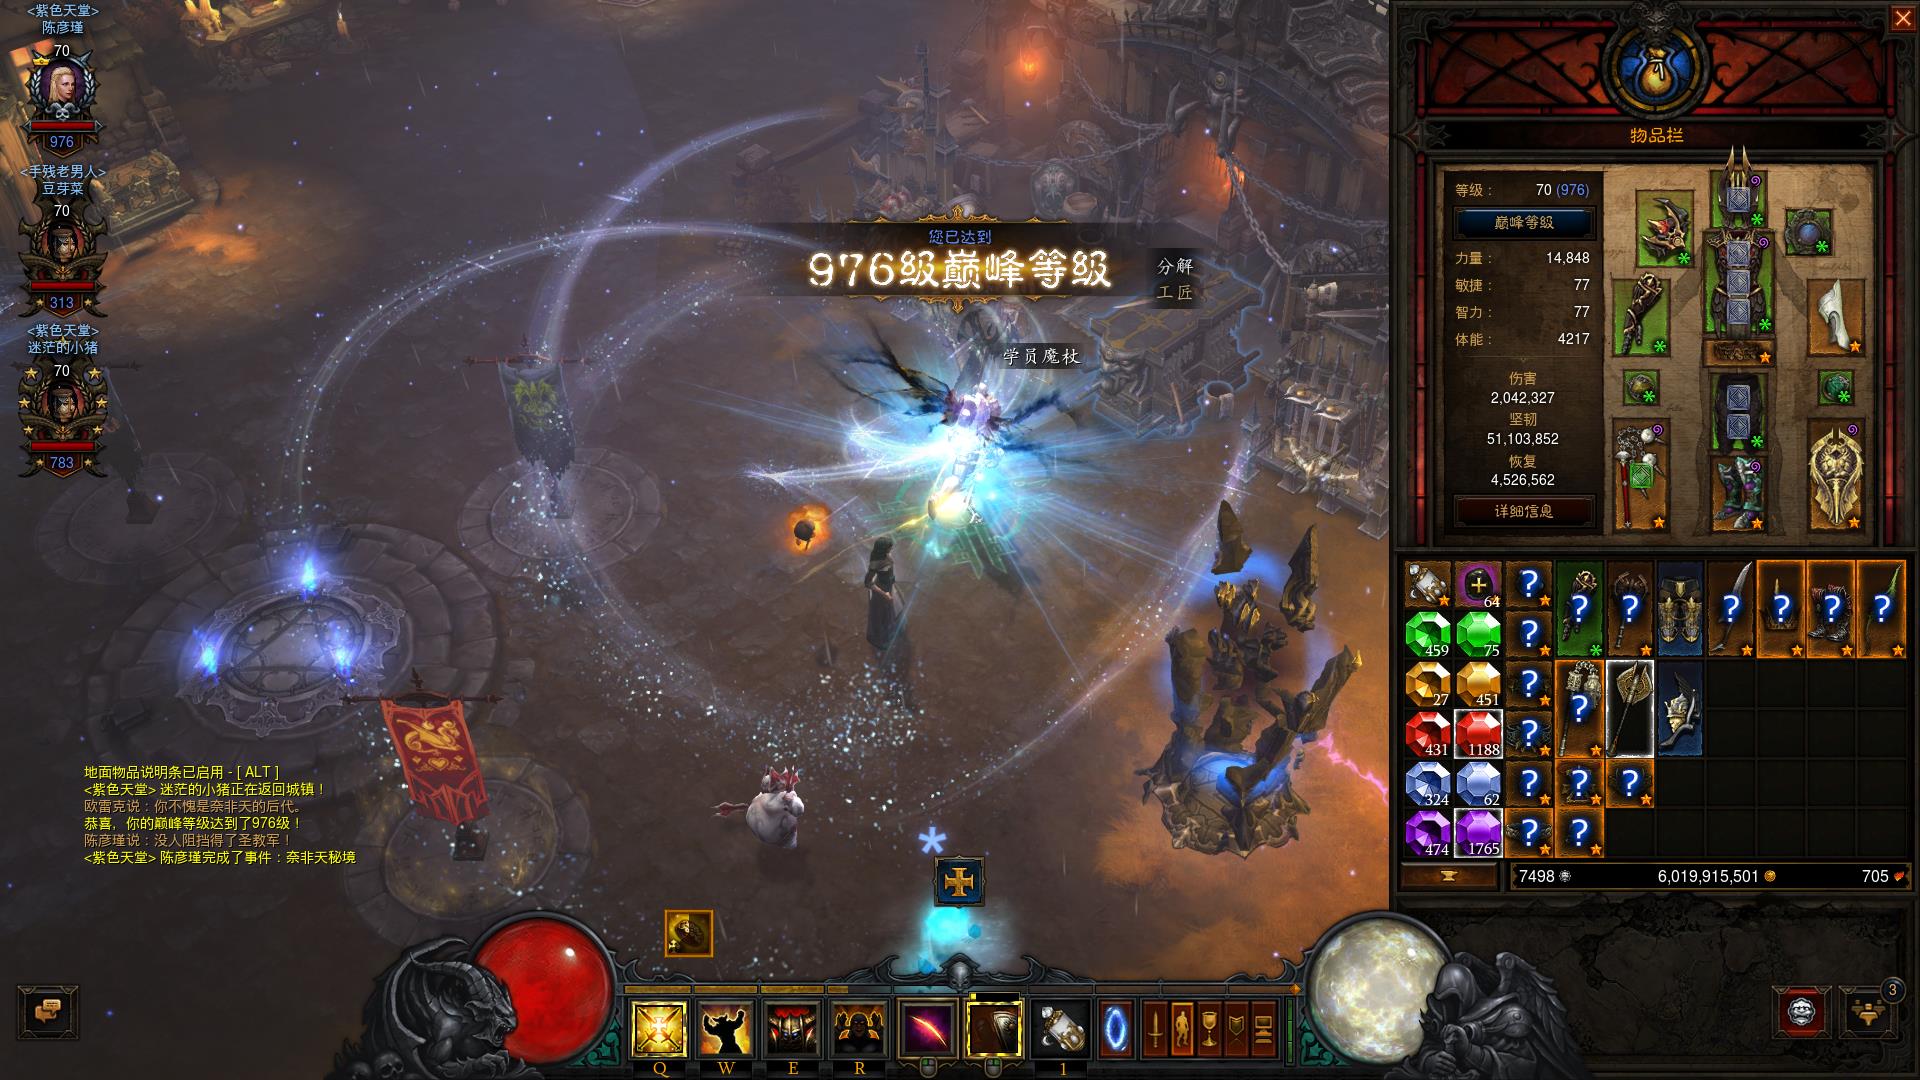 <紫色天堂>
陈彦瑾
70
976
<手残老男人>
豆芽菜
70
313
<紫色天堂>
迷茫的小猪
70
783
您已达到
976级巅峰等级
分解
工匠
学员魔杖
地面物品说明条已启用 - [ ALT ]
<紫色天堂> 迷茫的小猪正在返回城镇！
欧雷克说：你不愧是奈非天的后代。
恭喜，你的巅峰等级达到了976级！
陈彦瑾说：没人阻挡得了圣教军！
<紫色天堂> 陈彦瑾完成了事件：奈非天秘境
Q
W
E
R
1
物品栏
等级： 70 (976)
巅峰等级
力量： 14,848
敏捷： 77
智力： 77
体能： 4217
伤害
2,042,327
坚韧
51,103,852
恢复
4,526,562
详细信息
64
? ? ? ? ? ? ? ?
459 75 ?
27 451 ? ?
431 1188 ?
324 62 ? ? ?
474 1765 ? ?
7498 6,019,915,501 705
3